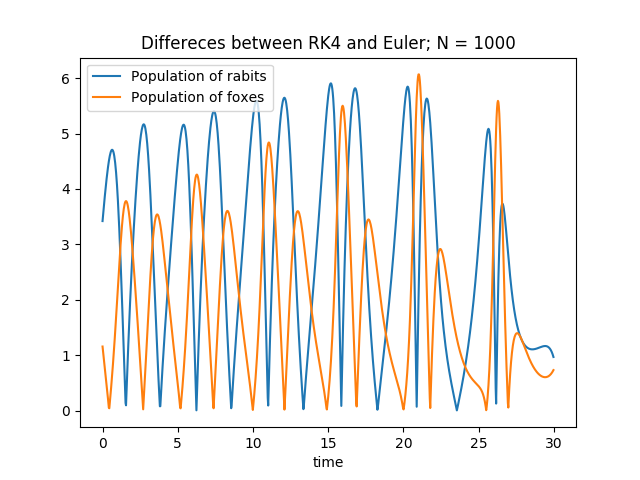 Differeces between RK4 and Euler; N = 1000
Population of rabits
Population of foxes
6
5
4
3
2
1
0
0 5 10 15 20 25 30
time